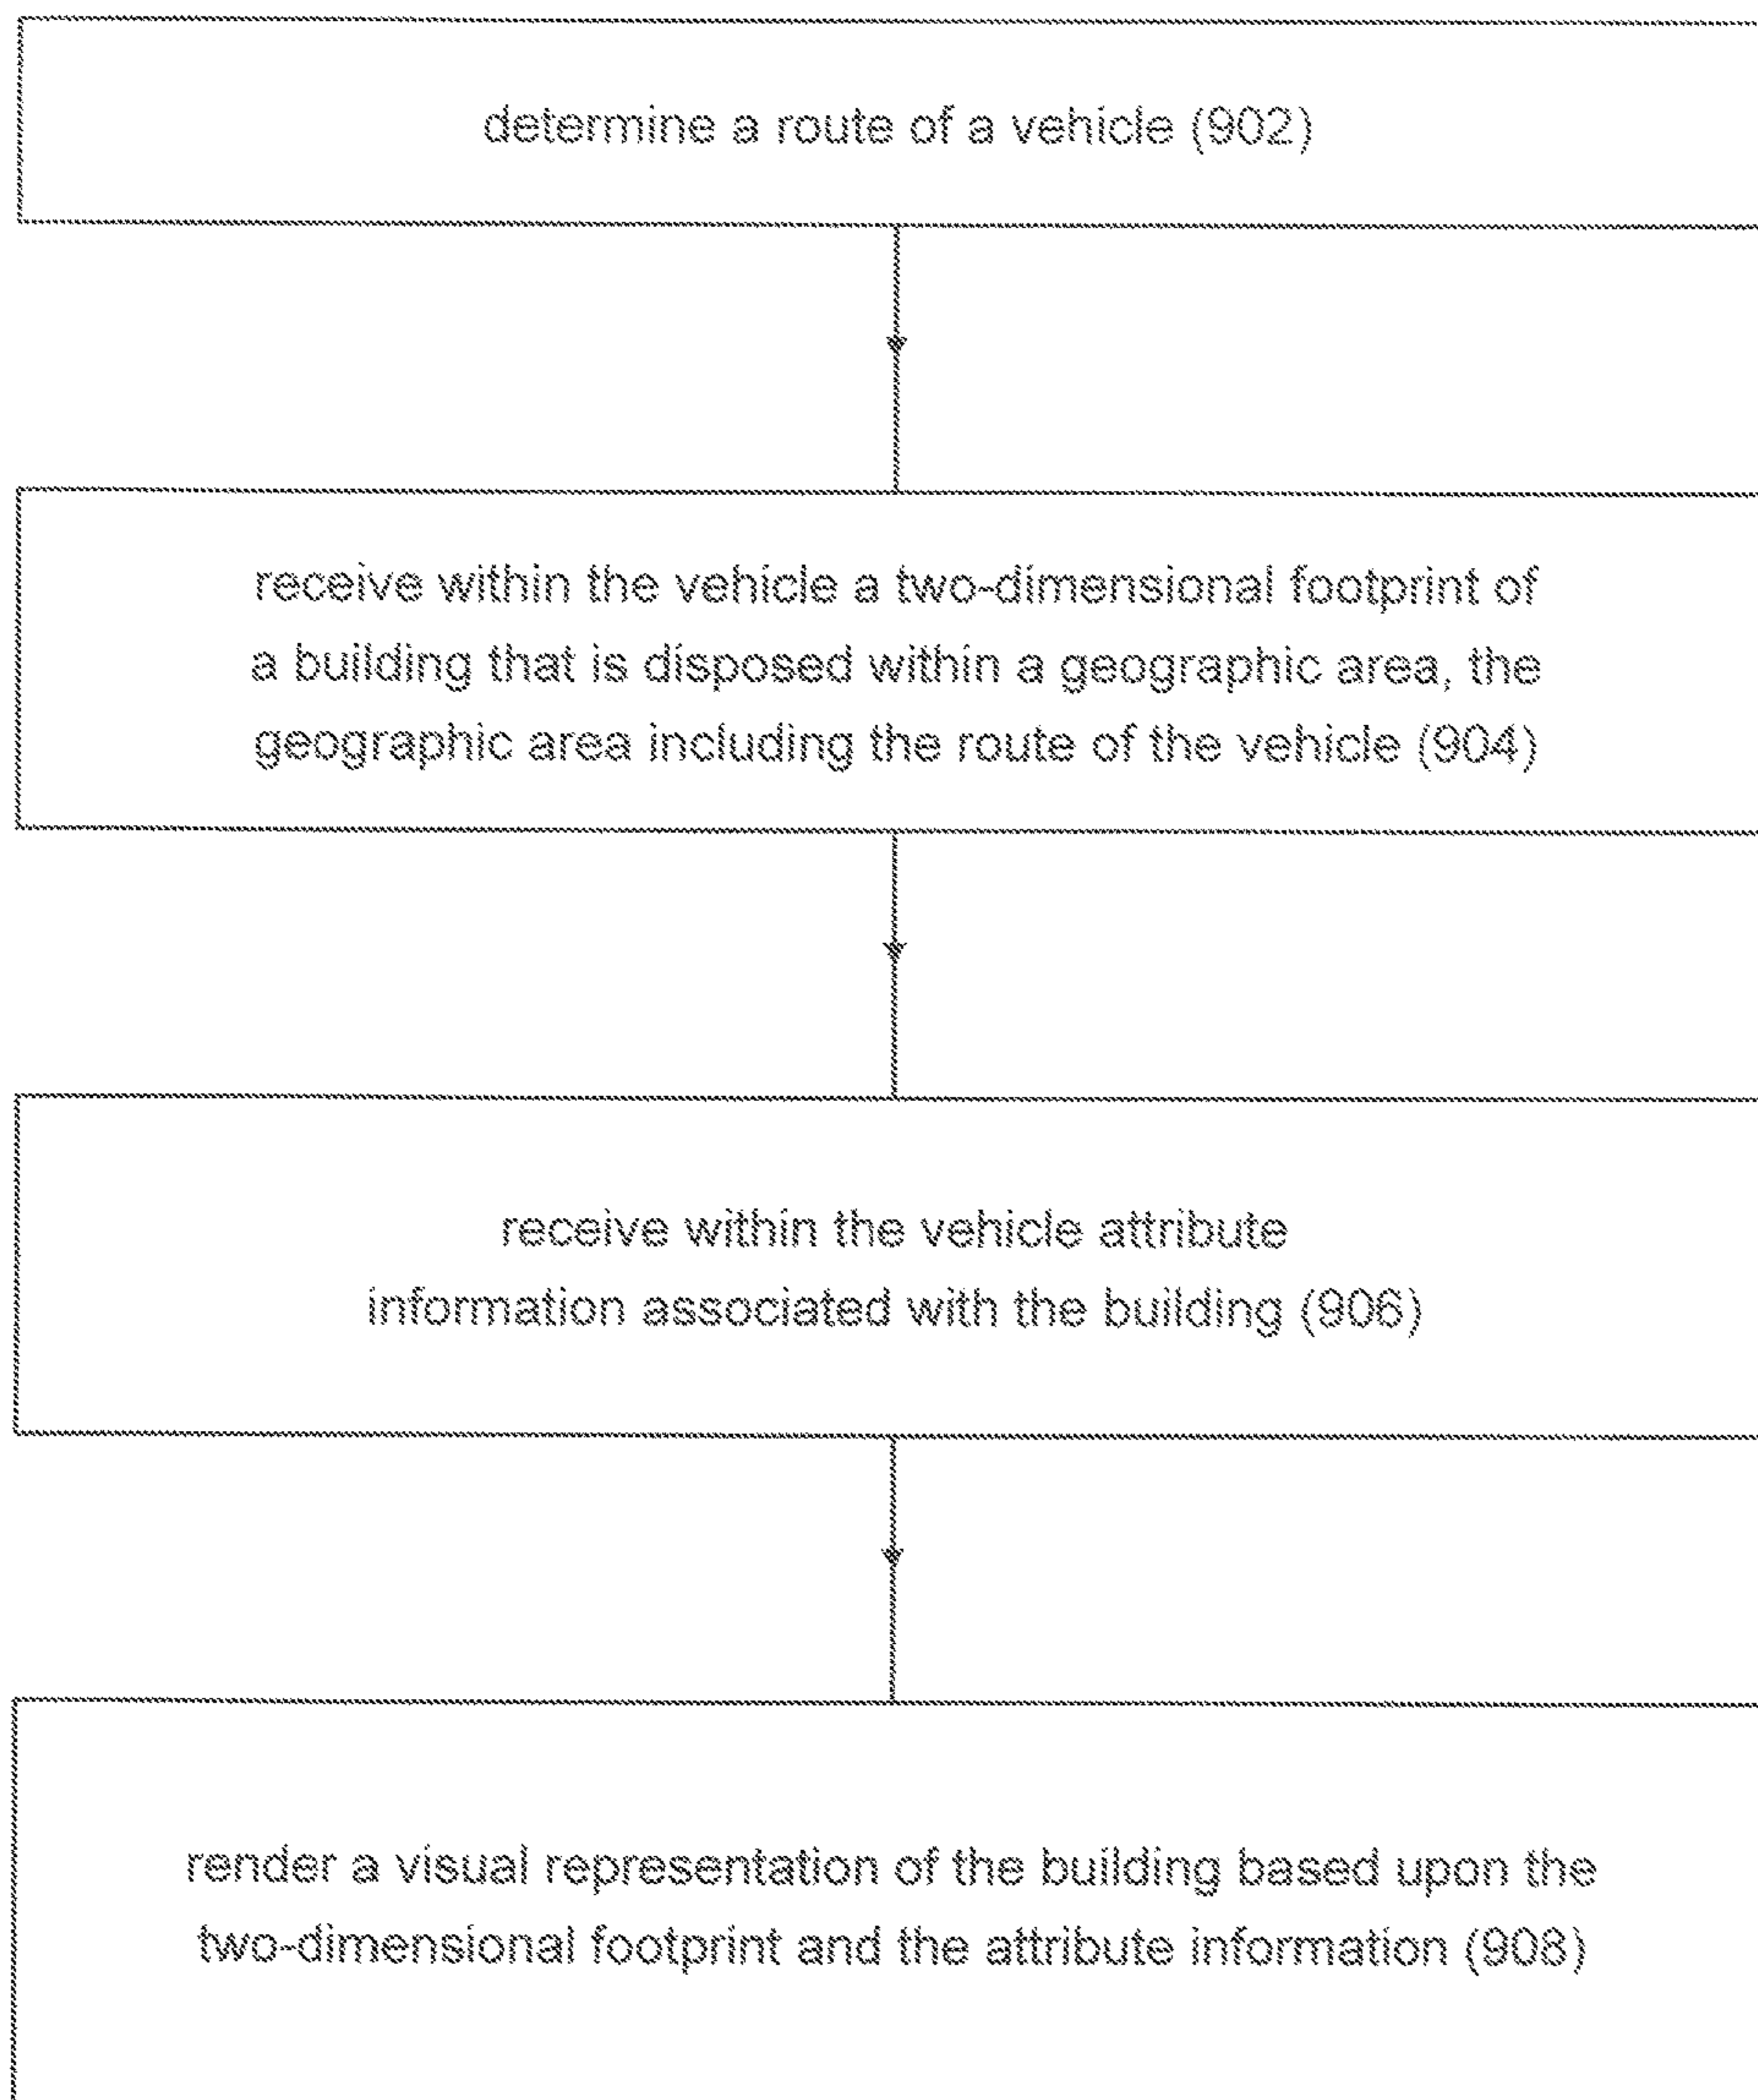 determine a route of a vehicle (902)
receive within the vehicle a two-dimensional footprint of
a building that is disposed within a geographic area, the
geographic area including the route of the vehicle (904)
receive within the vehicle attribute
information associated with the building (906)
render a visual representation of the building based upon the
two-dimensional footprint and the attribute information (908)